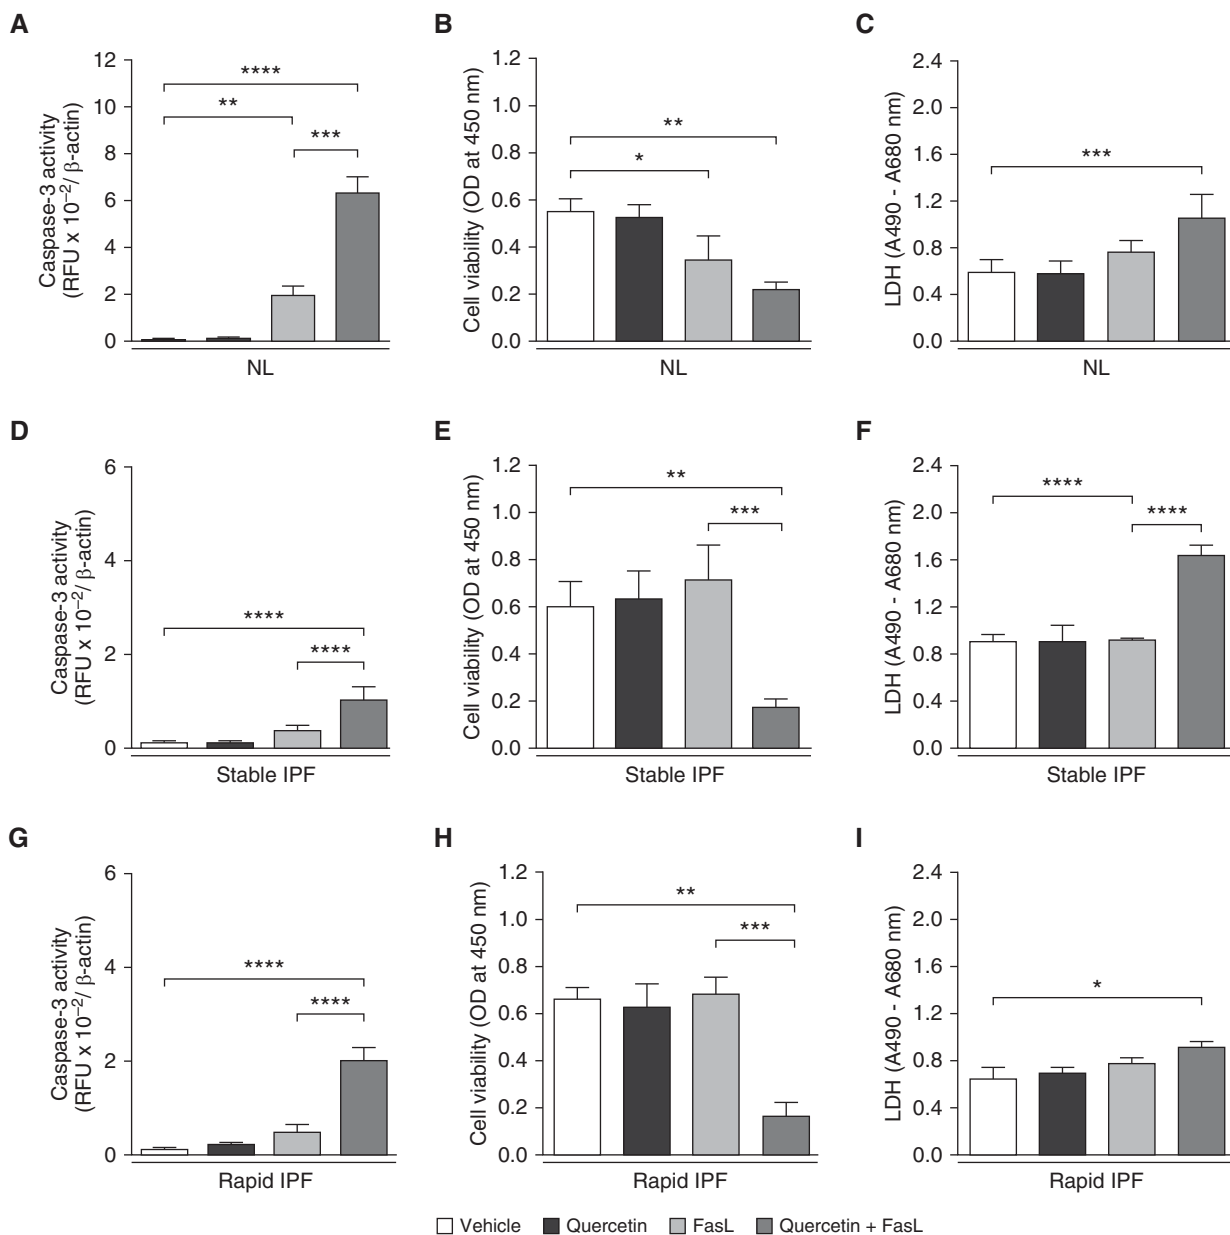 A
Caspase-3 activity
(RFU x 10⁻²/ β-actin)
12
10
8
6
4
2
0
****
**
***
NL
B
Cell viability (OD at 450 nm)
1.2
1.0
0.8
0.6
0.4
0.2
0.0
**
*
NL
C
LDH (A490 - A680 nm)
2.4
2.0
1.6
1.2
0.8
0.4
0.0
***
NL
D
Caspase-3 activity
(RFU x 10⁻²/ β-actin)
6
4
2
0
****
****
Stable IPF
E
Cell viability (OD at 450 nm)
1.2
1.0
0.8
0.6
0.4
0.2
0.0
**
***
Stable IPF
F
LDH (A490 - A680 nm)
2.4
2.0
1.6
1.2
0.8
0.4
0.0
****
****
Stable IPF
G
Caspase-3 activity
(RFU x 10⁻²/ β-actin)
6
4
2
0
****
****
Rapid IPF
H
Cell viability (OD at 450 nm)
1.2
1.0
0.8
0.6
0.4
0.2
0.0
**
***
Rapid IPF
I
LDH (A490 - A680 nm)
2.4
2.0
1.6
1.2
0.8
0.4
0.0
*
Rapid IPF
Vehicle Quercetin FasL Quercetin + FasL